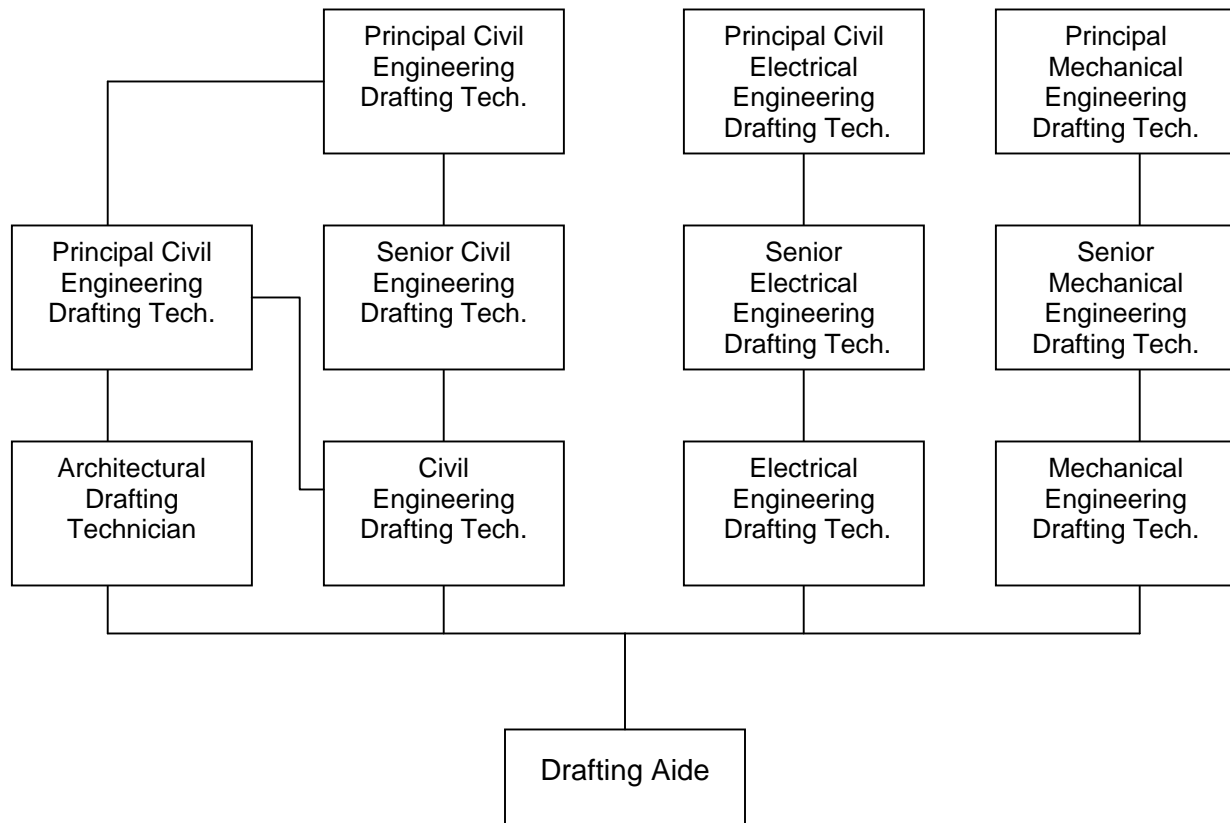 Principal Civil
Engineering
Drafting Tech.
Principal Civil
Electrical
Engineering
Drafting Tech.
Principal
Mechanical
Engineering
Drafting Tech.
Principal Civil
Engineering
Drafting Tech.
Senior Civil
Engineering
Drafting Tech.
Senior
Electrical
Engineering
Drafting Tech.
Senior
Mechanical
Engineering
Drafting Tech.
Architectural
Drafting
Technician
Civil
Engineering
Drafting Tech.
Electrical
Engineering
Drafting Tech.
Mechanical
Engineering
Drafting Tech.
Drafting Aide